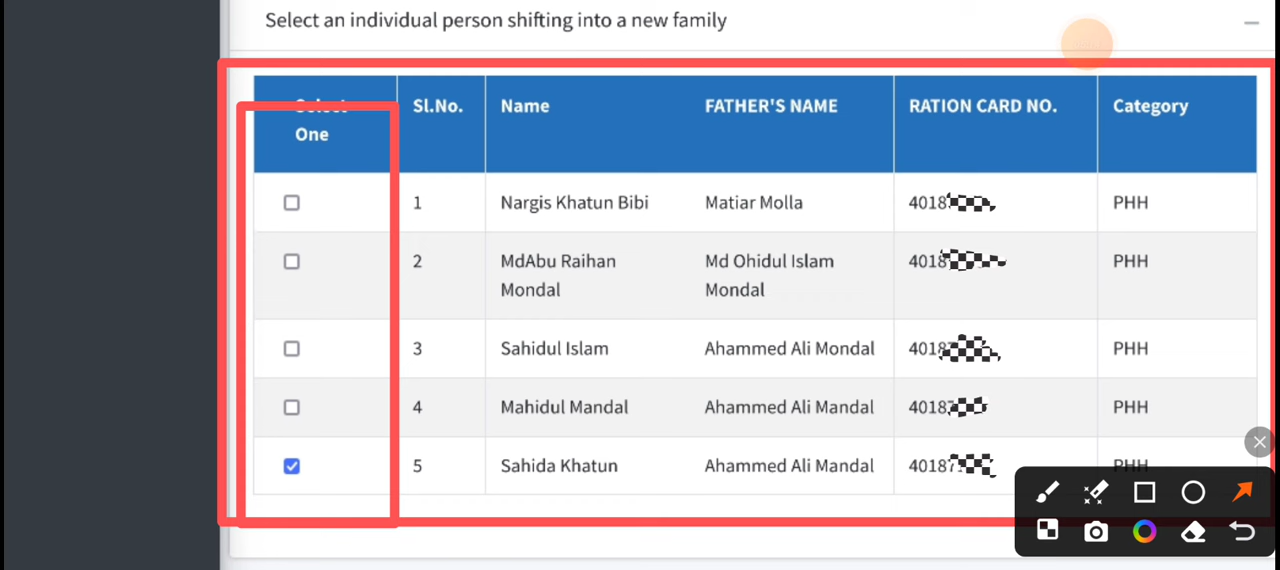 Select an individual person shifting into a new family
Select One Sl.No. Name FATHER'S NAME RATION CARD NO. Category
1 Nargis Khatun Bibi Matiar Molla 4018 PHH
2 MdAbu Raihan Mondal Md Ohidul Islam Mondal 4018 PHH
3 Sahidul Islam Ahammed Ali Mondal 4018 PHH
4 Mahidul Mandal Ahammed Ali Mandal 4018 PHH
5 Sahida Khatun Ahammed Ali Mandal 4018 PHH